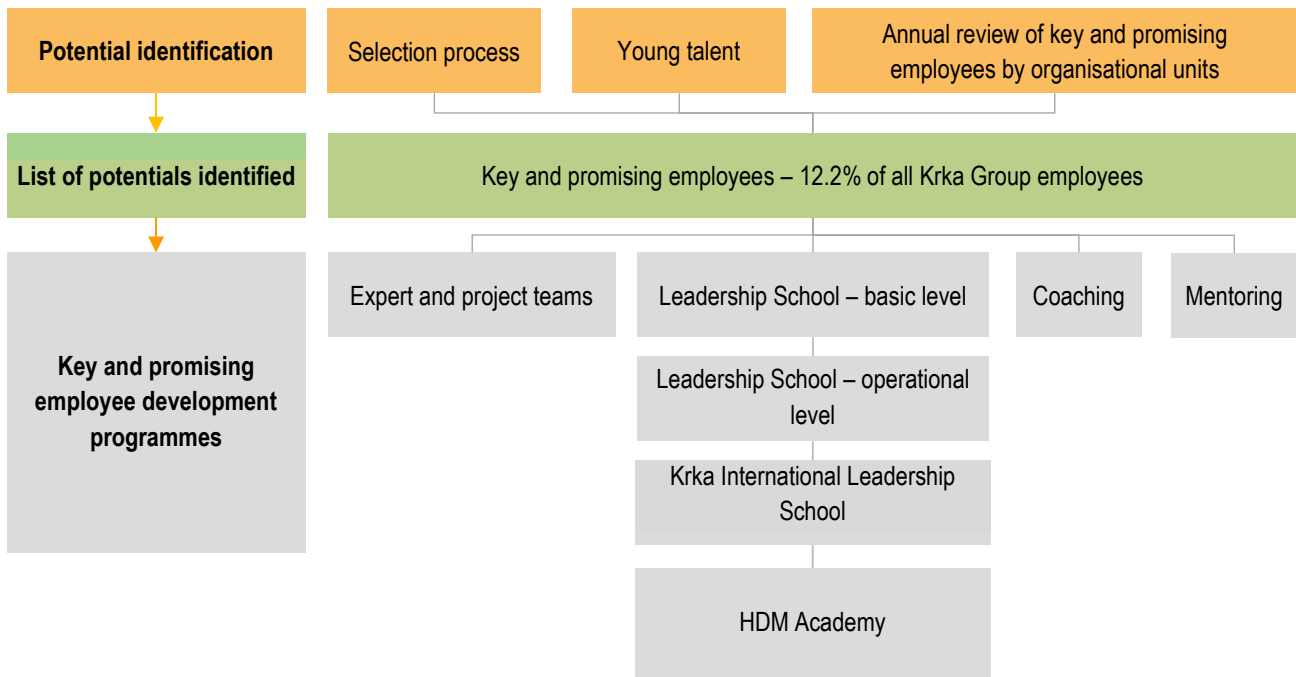 Potential identification
Selection process
Young talent
Annual review of key and promising
employees by organisational units
List of potentials identified
Key and promising employees – 12.2% of all Krka Group employees
Key and promising
employee development
programmes
Expert and project teams
Leadership School – basic level
Coaching
Mentoring
Leadership School – operational
level
Krka International Leadership
School
HDM Academy